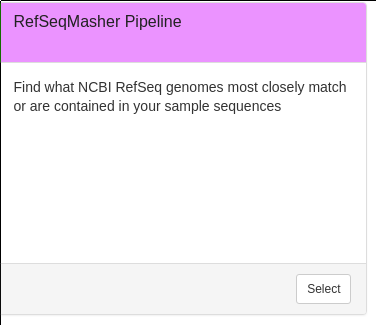 RefSeqMasher Pipeline
Find what NCBI RefSeq genomes most closely match
or are contained in your sample sequences
Select